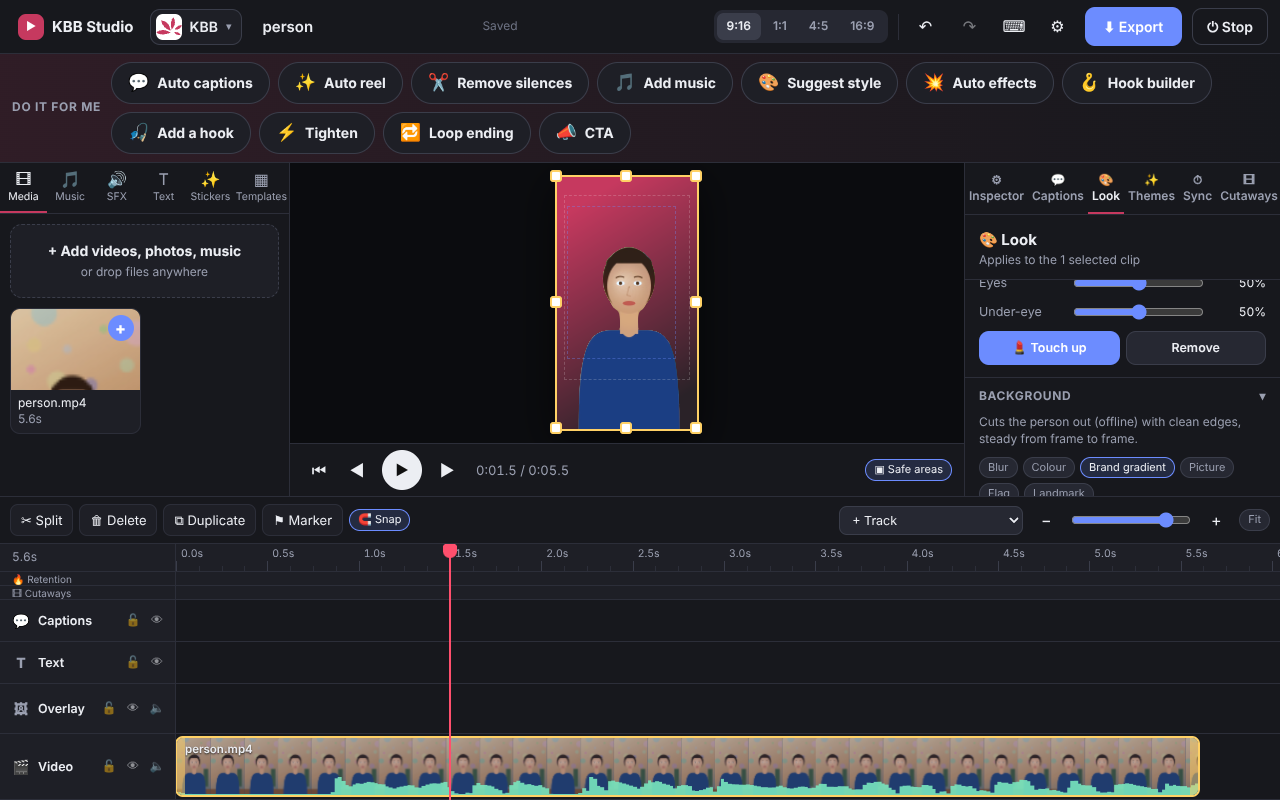 KBB Studio
KBB
person
Saved
9:16 1:1 4:5 16:9
Export
Stop
DO IT FOR ME
Auto captions
Auto reel
Remove silences
Add music
Suggest style
Auto effects
Hook builder
Add a hook
Tighten
Loop ending
CTA
Media Music SFX Text Stickers Templates
+ Add videos, photos, music
or drop files anywhere
person.mp4
5.6s
0:01.5 / 0:05.5
Safe areas
Inspector Captions Look Themes Sync Cutaways
Look
Applies to the 1 selected clip
Eyes 50%
Under-eye 50%
Touch up
Remove
BACKGROUND
Cuts the person out (offline) with clean edges,
steady from frame to frame.
Blur Colour Brand gradient Picture
Flag Landmark
Split Delete Duplicate Marker Snap
+ Track
Fit
5.6s
0.0s 0.5s 1.0s 1.5s 2.0s 2.5s 3.0s 3.5s 4.0s 4.5s 5.0s 5.5s
Retention
Cutaways
Captions
T Text
Overlay
Video
person.mp4